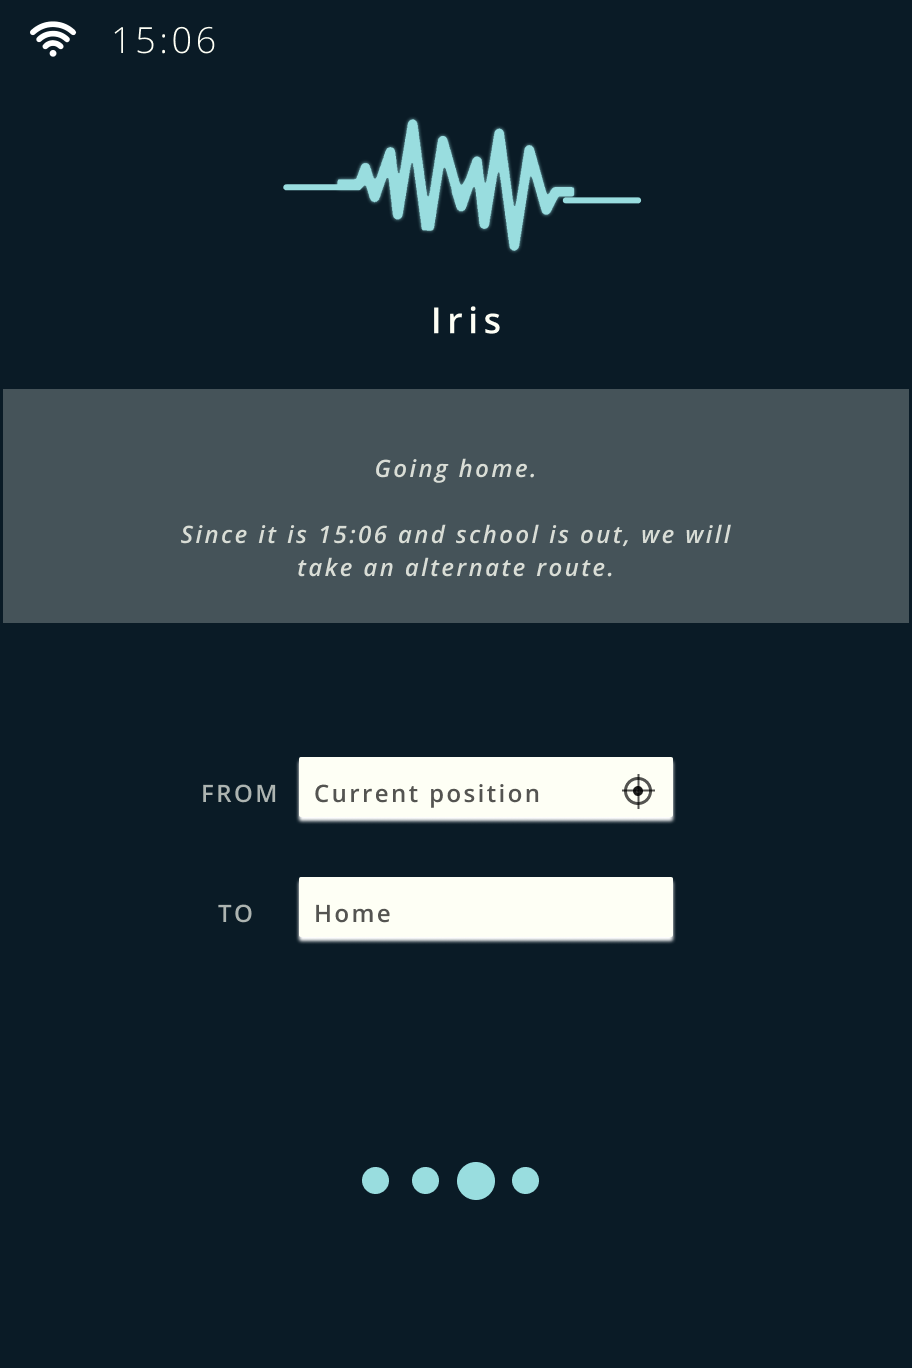 15:06
Iris
Going home.
Since it is 15:06 and school is out, we will
take an alternate route.
FROM
Current position
TO
Home